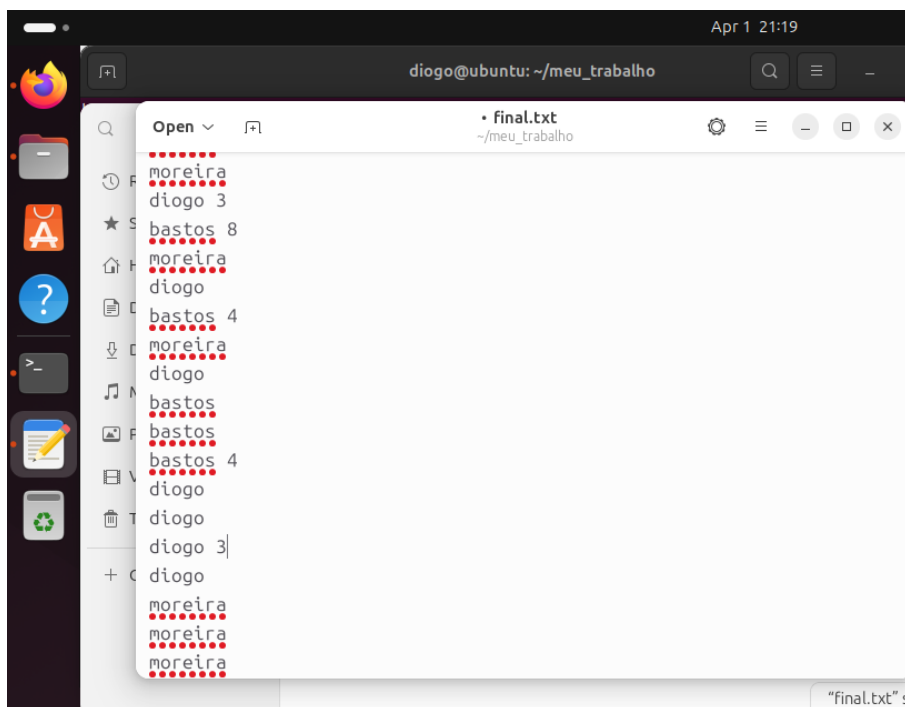 Apr 1 21:19
diogo@ubuntu: ~/meu_trabalho
Open
• final.txt
~/meu_trabalho
moreira
diogo 3
bastos 8
moreira
diogo
bastos 4
moreira
diogo
bastos
bastos
bastos 4
diogo
diogo
diogo 3
diogo
moreira
moreira
moreira
"final.txt"